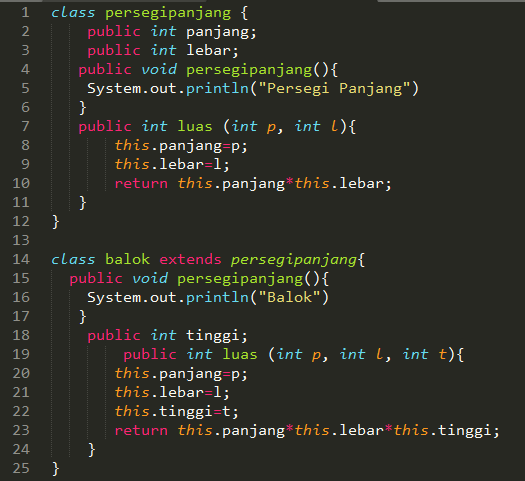 1 class persegipanjang {
2 public int panjang;
3 public int lebar;
4 public void persegipanjang(){
5 System.out.println("Persegi Panjang")
6 }
7 public int luas (int p, int l){
8 this.panjang=p;
9 this.lebar=l;
10 return this.panjang*this.lebar;
11 }
12 }
13
14 class balok extends persegipanjang{
15 public void persegipanjang(){
16 System.out.println("Balok")
17 }
18 public int tinggi;
19 public int luas (int p, int l, int t){
20 this.panjang=p;
21 this.lebar=l;
22 this.tinggi=t;
23 return this.panjang*this.lebar*this.tinggi;
24 }
25 }